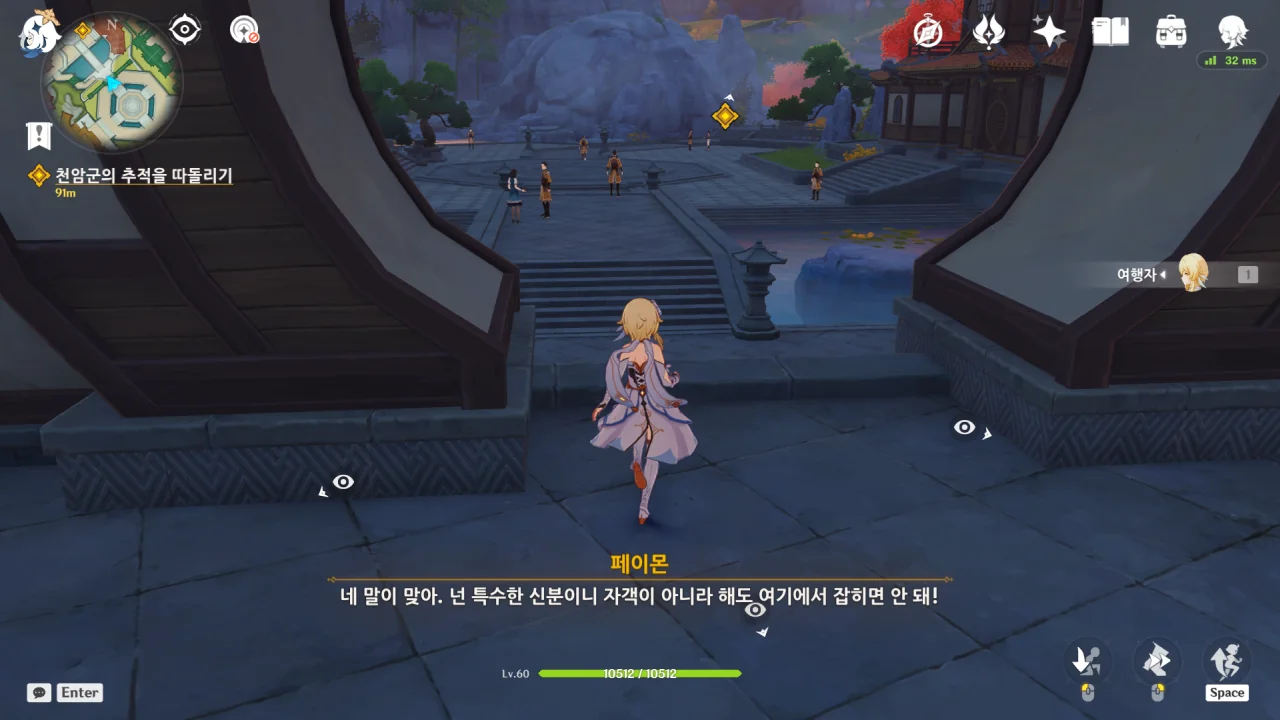 N
32 ms
천암군의 추적을 따돌리기
91m
여행자
1
페이몬
네 말이 맞아. 넌 특수한 신분이니 자객이 아니라 해도 여기에서 잡히면 안 돼!
Lv.60
10512 / 10512
Enter
Space